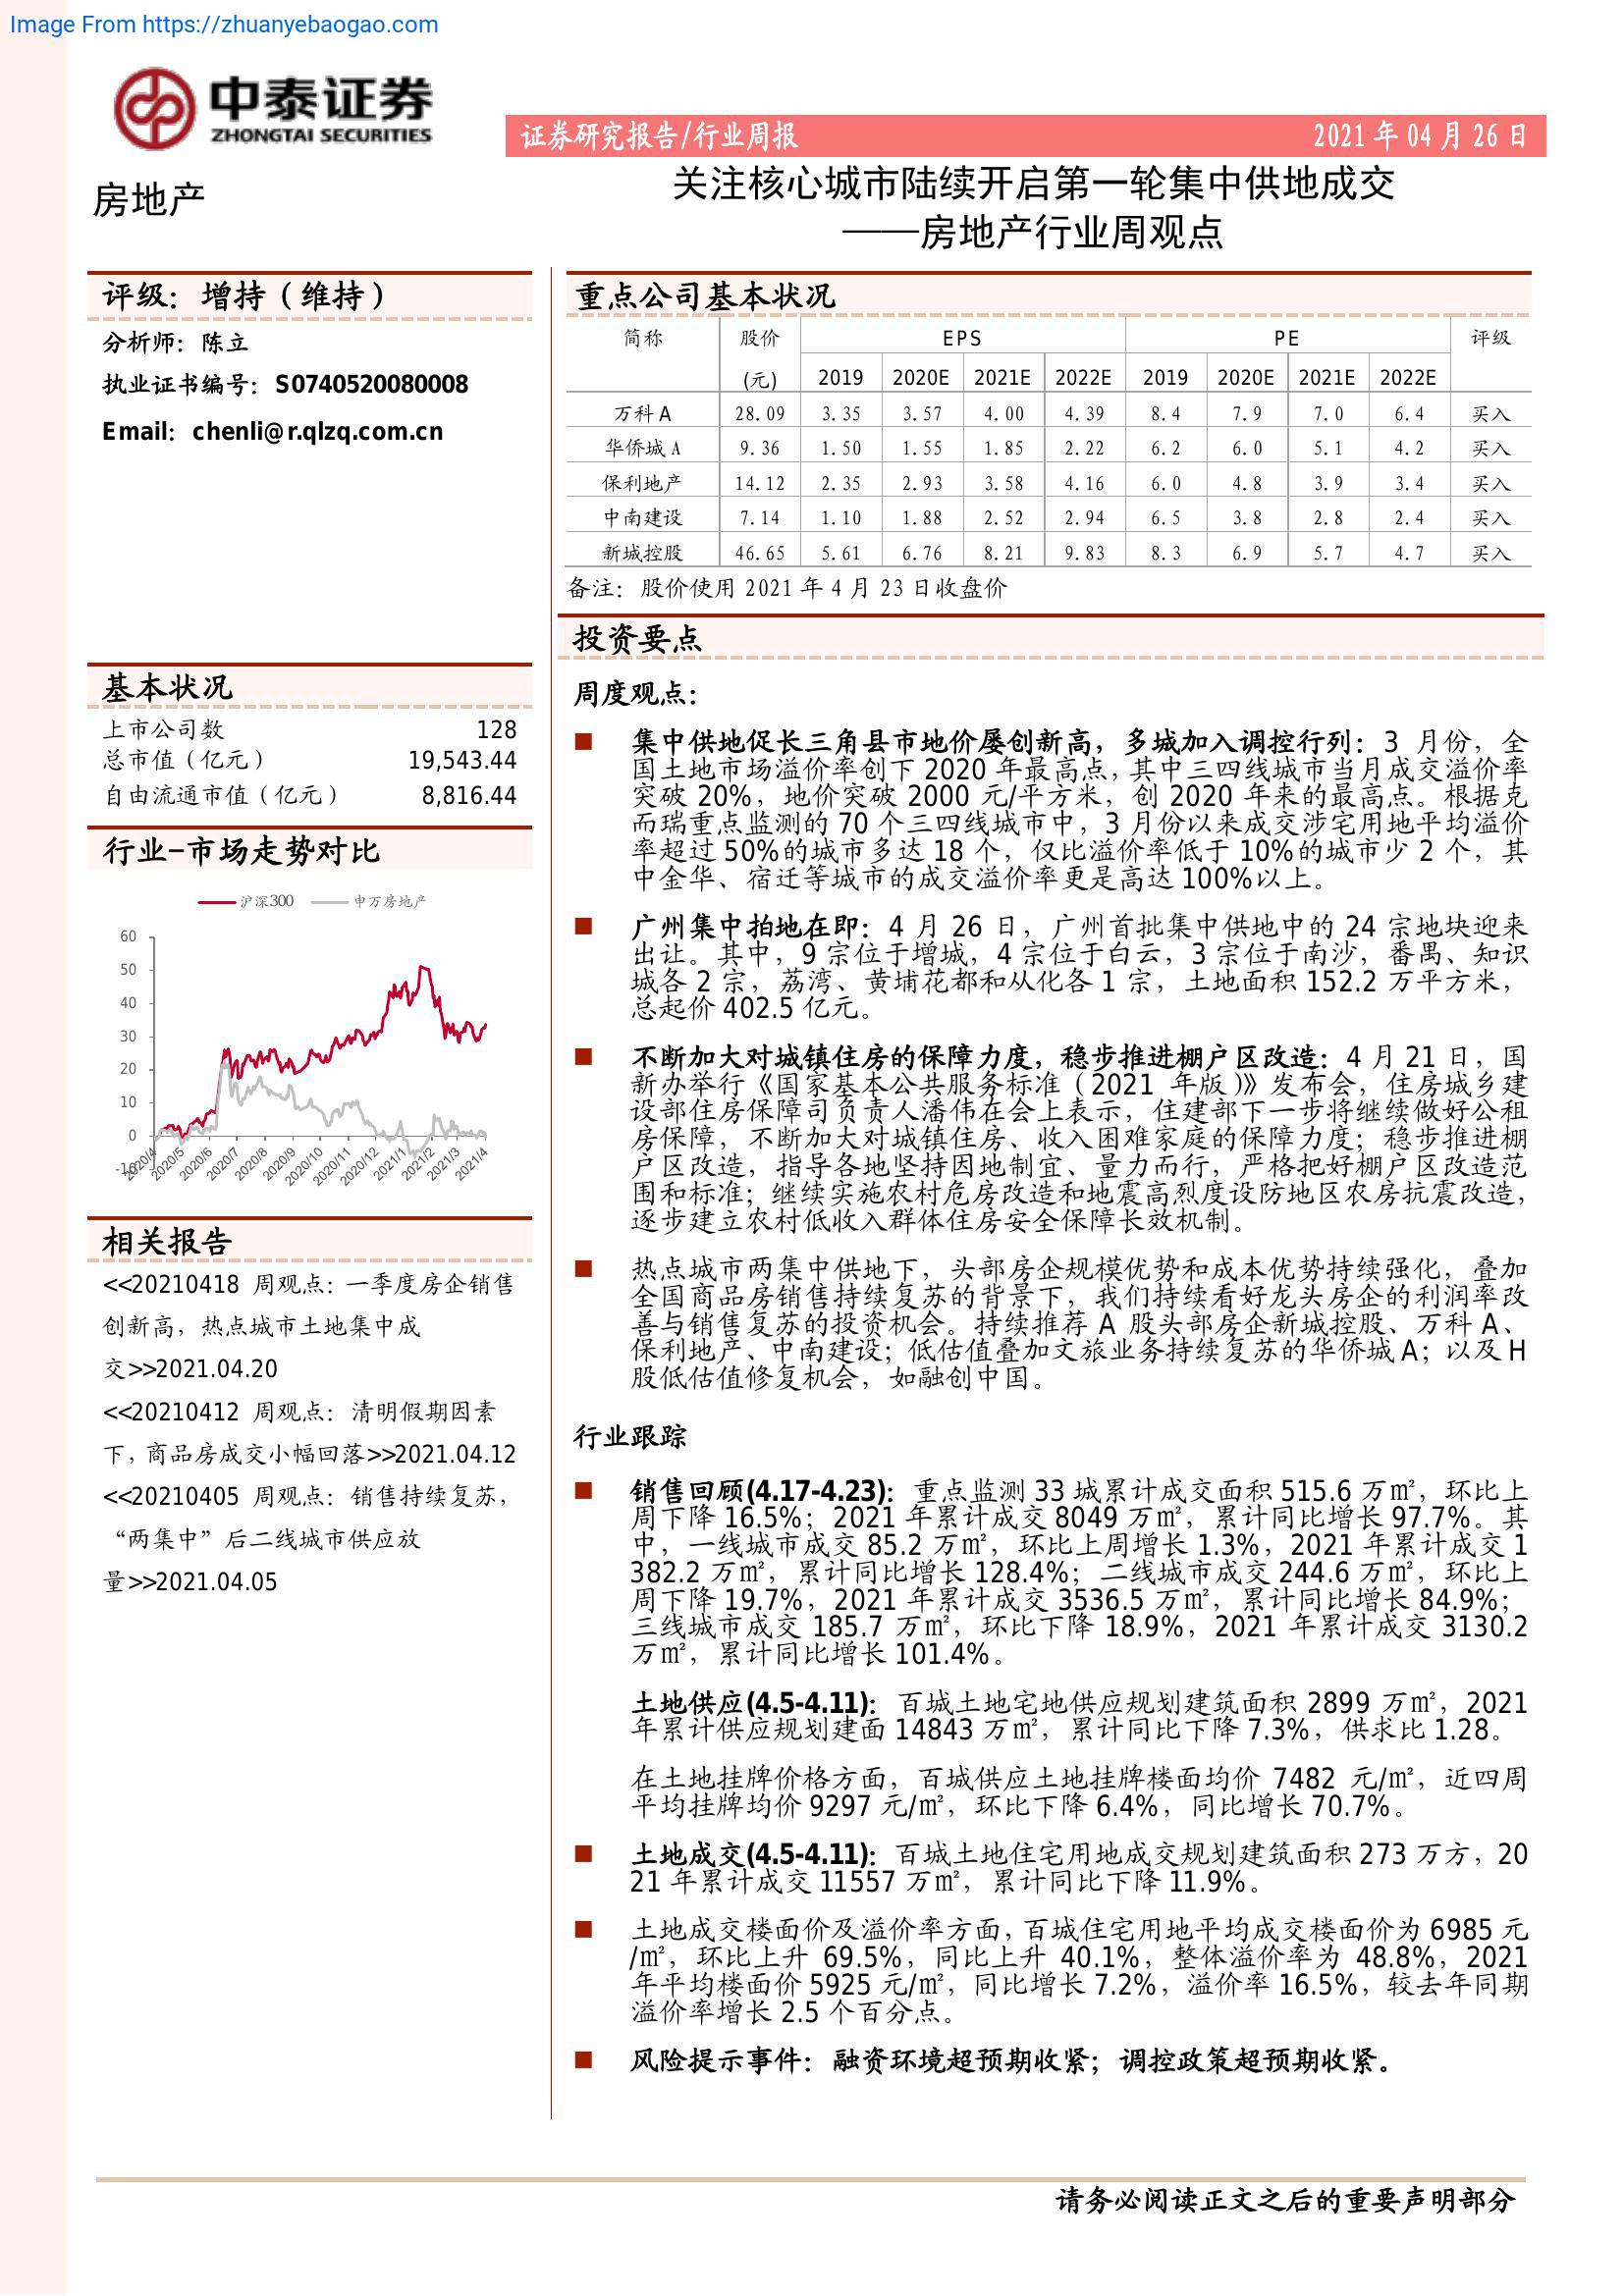 Image From https://zhuanyebaogao.com
中泰证券
ZHONGTAI SECURITIES
证券研究报告/行业周报 2021年04月26日
房地产
关注核心城市陆续开启第一轮集中供地成交
——房地产行业周观点
评级：增持（维持）
分析师：陈立
执业证书编号：S0740520080008
Email：chenli@r.qlzq.com.cn
基本状况
上市公司数 128
总市值（亿元） 19,543.44
自由流通市值（亿元） 8,816.44
行业-市场走势对比
沪深300 申万房地产
60
50
40
30
20
10
0
-10
2020/4 2020/5 2020/6 2020/7 2020/8 2020/9 2020/10 2020/11 2020/12 2021/1 2021/2 2021/3 2021/4
相关报告
<<20210418 周观点：一季度房企销售
创新高，热点城市土地集中成
交>>2021.04.20
<<20210412 周观点：清明假期因素
下，商品房成交小幅回落>>2021.04.12
<<20210405 周观点：销售持续复苏，
“两集中”后二线城市供应放
量>>2021.04.05
重点公司基本状况
简称 股价 EPS PE 评级
(元) 2019 2020E 2021E 2022E 2019 2020E 2021E 2022E
万科A 28.09 3.35 3.57 4.00 4.39 8.4 7.9 7.0 6.4 买入
华侨城A 9.36 1.50 1.55 1.85 2.22 6.2 6.0 5.1 4.2 买入
保利地产 14.12 2.35 2.93 3.58 4.16 6.0 4.8 3.9 3.4 买入
中南建设 7.14 1.10 1.88 2.52 2.94 6.5 3.8 2.8 2.4 买入
新城控股 46.65 5.61 6.76 8.21 9.83 8.3 6.9 5.7 4.7 买入
备注：股价使用2021年4月23日收盘价
投资要点
周度观点：
■ 集中供地促长三角县市地价屡创新高，多城加入调控行列：3 月份，全
国土地市场溢价率创下 2020 年最高点，其中三四线城市当月成交溢价率
突破 20%，地价突破 2000 元/平方米，创 2020 年来的最高点。根据克
而瑞重点监测的 70 个三四线城市中，3 月份以来成交涉宅用地平均溢价
率超过 50%的城市多达 18 个，仅比溢价率低于 10%的城市少 2 个，其
中金华、宿迁等城市的成交溢价率更是高达 100%以上。
■ 广州集中拍地在即：4 月 26 日，广州首批集中供地中的 24 宗地块迎来
出让。其中，9 宗位于增城，4 宗位于白云，3 宗位于南沙，番禺、知识
城各 2 宗，荔湾、黄埔花都和从化各 1 宗，土地面积 152.2 万平方米，
总起价 402.5 亿元。
■ 不断加大对城镇住房的保障力度，稳步推进棚户区改造：4 月 21 日，国
新办举行《国家基本公共服务标准（2021 年版）》发布会，住房城乡建
设部住房保障司负责人潘伟在会上表示，住建部下一步将继续做好公租
房保障，不断加大对城镇住房、收入困难家庭的保障力度；稳步推进棚
户区改造，指导各地坚持因地制宜、量力而行，严格把好棚户区改造范
围和标准；继续实施农村危房改造和地震高烈度设防地区农房抗震改造，
逐步建立农村低收入群体住房安全保障长效机制。
■ 热点城市两集中供地下，头部房企规模优势和成本优势持续强化，叠加
全国商品房销售持续复苏的背景下，我们持续看好龙头房企的利润率改
善与销售复苏的投资机会。持续推荐 A 股头部房企新城控股、万科 A、
保利地产、中南建设；低估值叠加文旅业务持续复苏的华侨城 A；以及 H
股低估值修复机会，如融创中国。
行业跟踪
■ 销售回顾(4.17-4.23)：重点监测 33 城累计成交面积 515.6 万㎡，环比上
周下降 16.5%；2021 年累计成交 8049 万㎡，累计同比增长 97.7%。其
中，一线城市成交 85.2 万㎡，环比上周增长 1.3%，2021 年累计成交 1
382.2 万㎡，累计同比增长 128.4%；二线城市成交 244.6 万㎡，环比上
周下降 19.7%，2021 年累计成交 3536.5 万㎡，累计同比增长 84.9%；
三线城市成交 185.7 万㎡，环比下降 18.9%，2021 年累计成交 3130.2
万㎡，累计同比增长 101.4%。
土地供应(4.5-4.11)：百城土地宅地供应规划建筑面积 2899 万㎡，2021
年累计供应规划建面 14843 万㎡，累计同比下降 7.3%，供求比 1.28。
在土地挂牌价格方面，百城供应土地挂牌楼面均价 7482 元/㎡，近四周
平均挂牌均价 9297 元/㎡，环比下降 6.4%，同比增长 70.7%。
■ 土地成交(4.5-4.11)：百城土地住宅用地成交规划建筑面积 273 万方，20
21 年累计成交 11557 万㎡，累计同比下降 11.9%。
■ 土地成交楼面价及溢价率方面，百城住宅用地平均成交楼面价为 6985 元
/㎡，环比上升 69.5%，同比上升 40.1%，整体溢价率为 48.8%，2021
年平均楼面价 5925 元/㎡，同比增长 7.2%，溢价率 16.5%，较去年同期
溢价率增长 2.5 个百分点。
■ 风险提示事件：融资环境超预期收紧；调控政策超预期收紧。
请务必阅读正文之后的重要声明部分